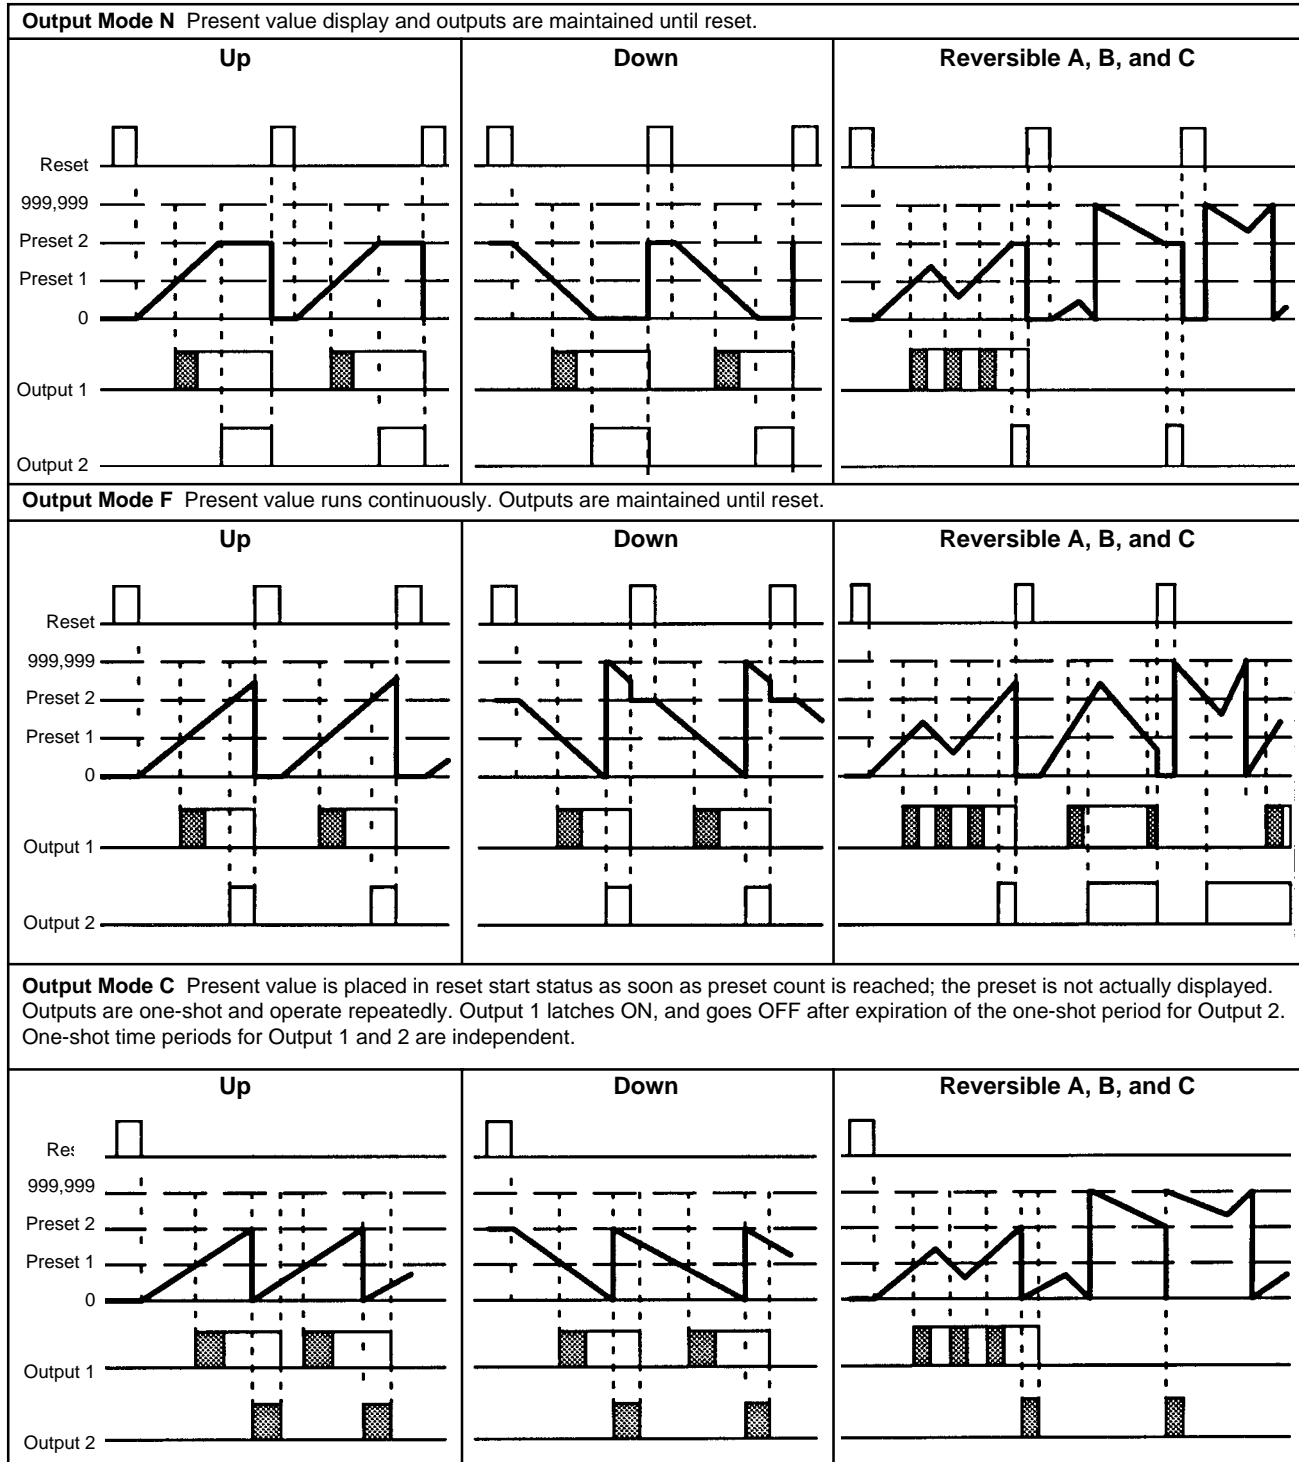 Output Mode N Present value display and outputs are maintained until reset.
Up
Down
Reversible A, B, and C
Reset
999,999
Preset 2
Preset 1
0
Output 1
Output 2
Output Mode F Present value runs continuously. Outputs are maintained until reset.
Up
Down
Reversible A, B, and C
Reset
999,999
Preset 2
Preset 1
0
Output 1
Output 2
Output Mode C Present value is placed in reset start status as soon as preset count is reached; the preset is not actually displayed.
Outputs are one-shot and operate repeatedly. Output 1 latches ON, and goes OFF after expiration of the one-shot period for Output 2.
One-shot time periods for Output 1 and 2 are independent.
Up
Down
Reversible A, B, and C
999,999
Preset 2
Preset 1
0
Output 1
Output 2